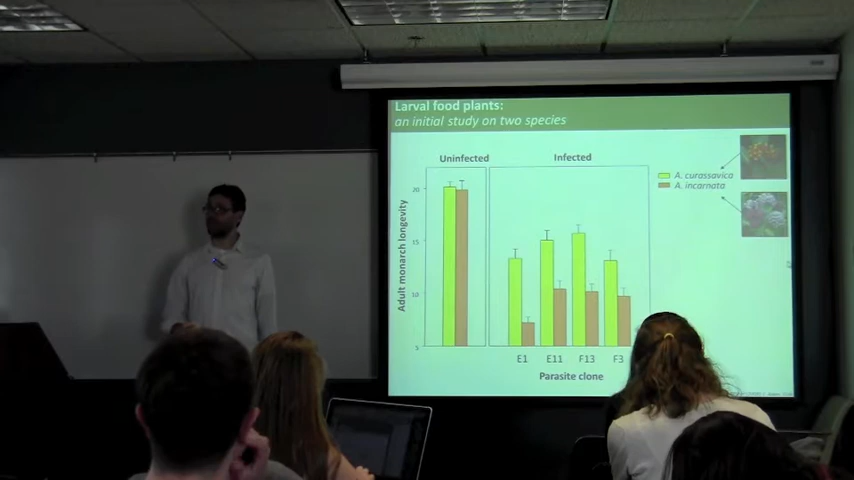 Larval food plants:
an initial study on two species
Uninfected
Infected
A. curassavica
A. incarnata
Adult monarch longevity
20
15
10
5
E1
E11
F13
F3
Parasite clone